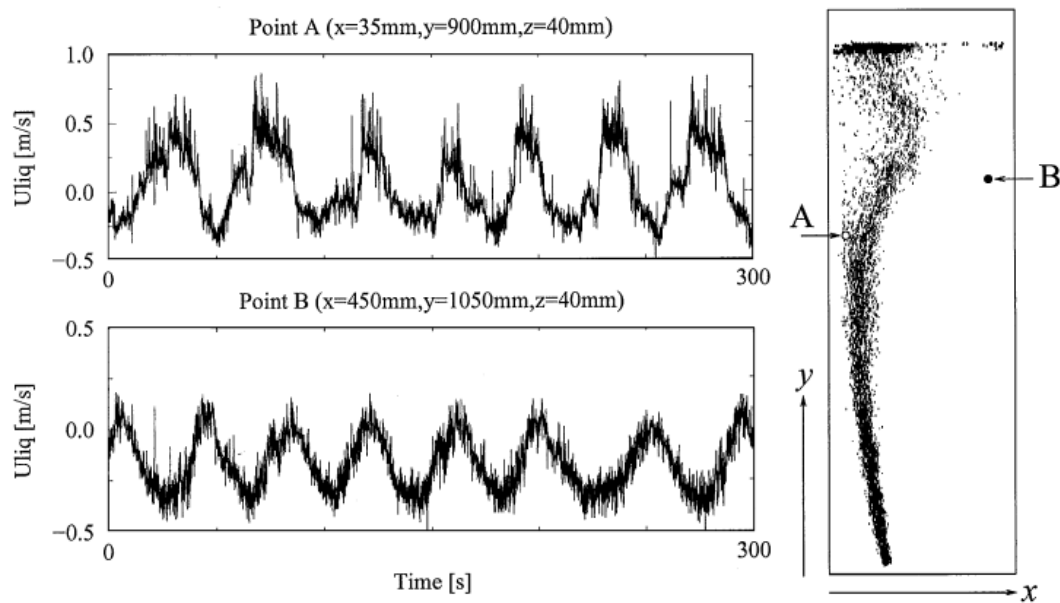 Point A (x=35mm,y=900mm,z=40mm)
1.0
0.5
0.0
−0.5
Uliq [m/s]
0
300
Point B (x=450mm,y=1050mm,z=40mm)
0.5
0.0
−0.5
Uliq [m/s]
0
300
Time [s]
A
B
y
x